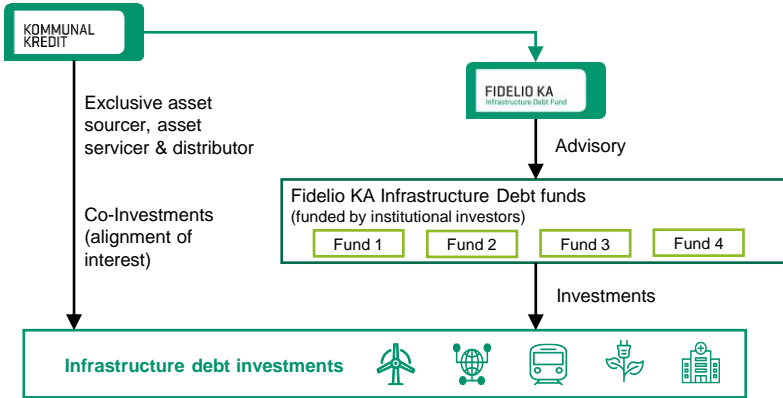 KOMMUNAL
KREDIT
FIDELIO KA
Infrastructure Debt Fund
Exclusive asset
sourcer, asset
servicer & distributor
Advisory
Fidelio KA Infrastructure Debt funds
(funded by institutional investors)
Fund 1
Fund 2
Fund 3
Fund 4
Co-Investments
(alignment of
interest)
Investments
Infrastructure debt investments